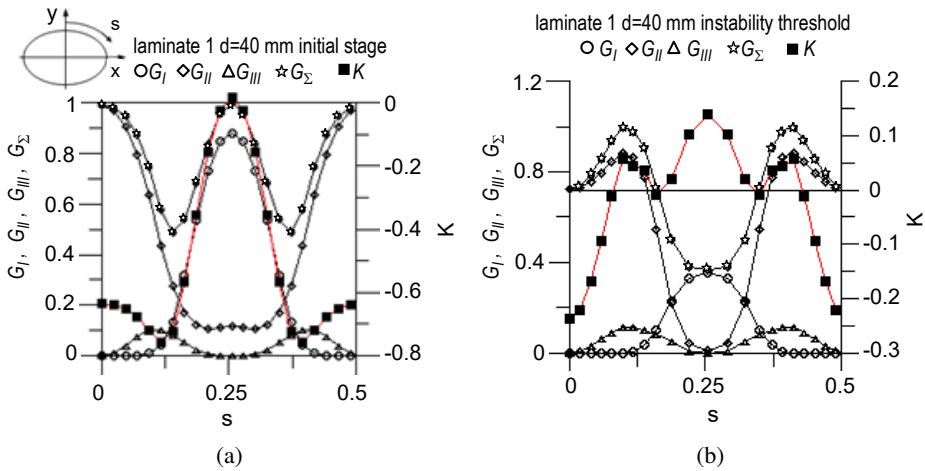 y
s
x
laminate 1 d=40 mm initial stage
G_I G_II G_III G_Σ K
1
0.8
0.6
0.4
0.2
0
G_I , G_II , G_III , G_Σ
0
-0.2
-0.4
-0.6
-0.8
K
0 0.25 0.5
s
(a)
laminate 1 d=40 mm instability threshold
G_I G_II G_III G_Σ K
1.2
0.8
0.4
0
G_I , G_II , G_III , G_Σ
0.2
0.1
0
-0.1
-0.2
-0.3
K
0 0.25 0.5
s
(b)